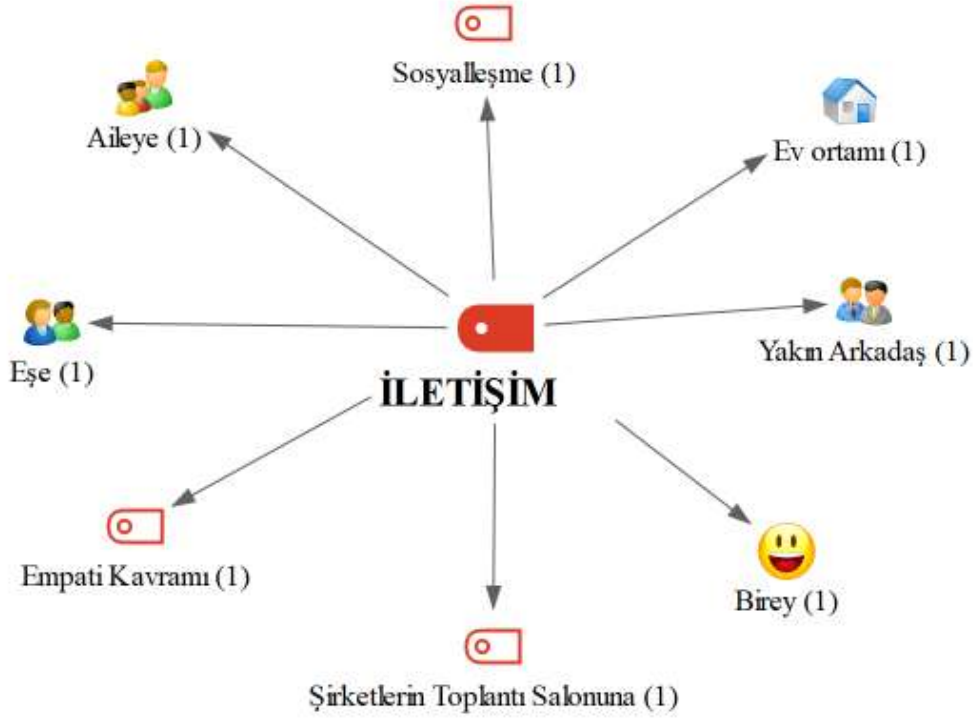 Sosyalleşme (1)
Aileye (1)
Ev ortamı (1)
Eşe (1)
Yakın Arkadaş (1)
İLETİŞİM
Empati Kavramı (1)
Birey (1)
Şirketlerin Toplantı Salonuna (1)